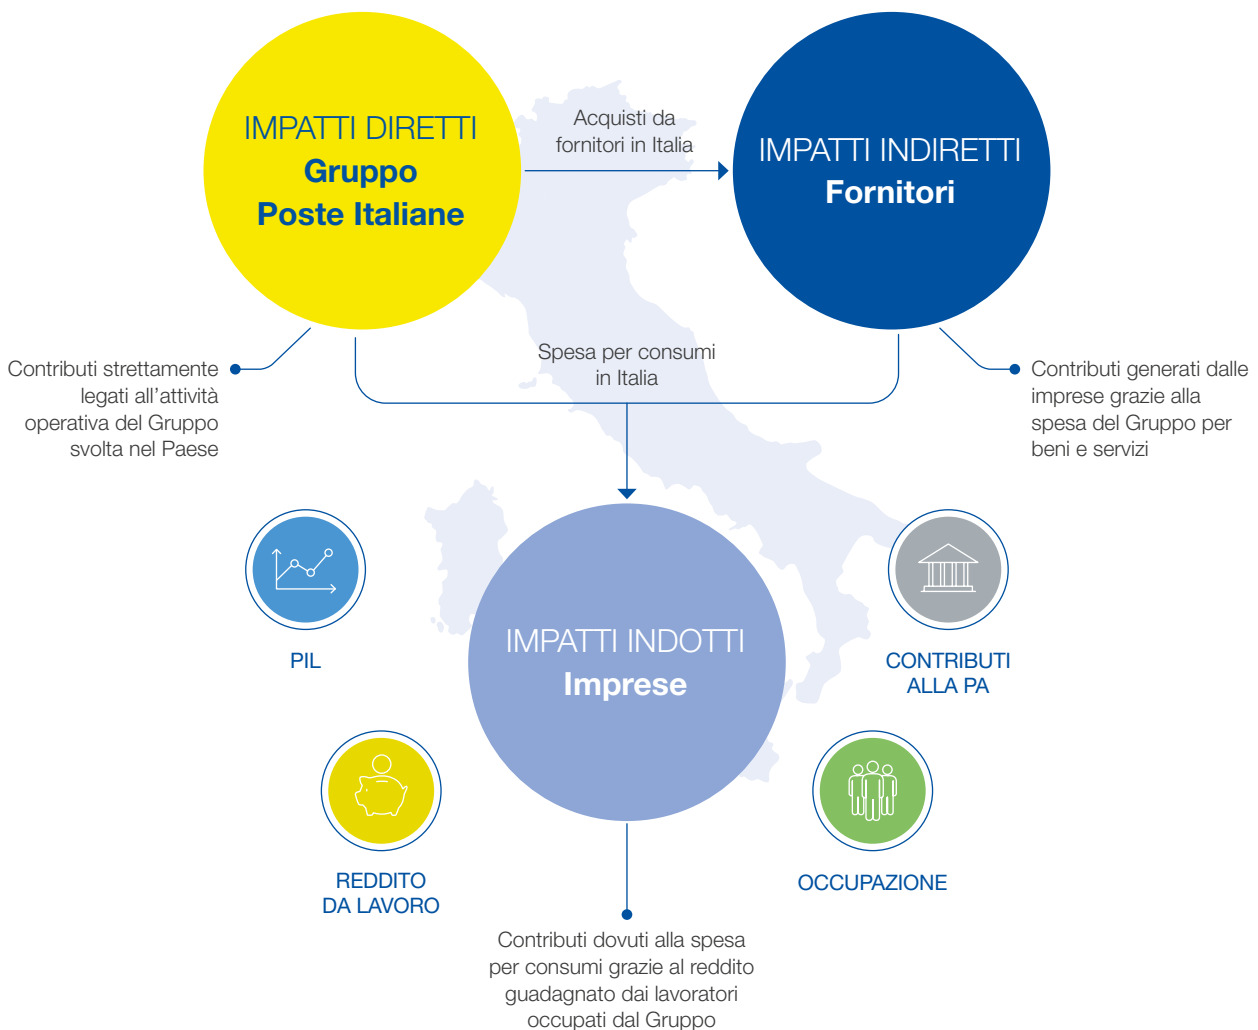 IMPATTI DIRETTI
Gruppo
Poste Italiane
Acquisti da
fornitori in Italia
IMPATTI INDIRETTI
Fornitori
Contributi strettamente
legati all'attività
operativa del Gruppo
svolta nel Paese
Spesa per consumi
in Italia
Contributi generati dalle
imprese grazie alla
spesa del Gruppo per
beni e servizi
PIL
IMPATTI INDOTTI
Imprese
CONTRIBUTI
ALLA PA
REDDITO
DA LAVORO
OCCUPAZIONE
Contributi dovuti alla spesa
per consumi grazie al reddito
guadagnato dai lavoratori
occupati dal Gruppo